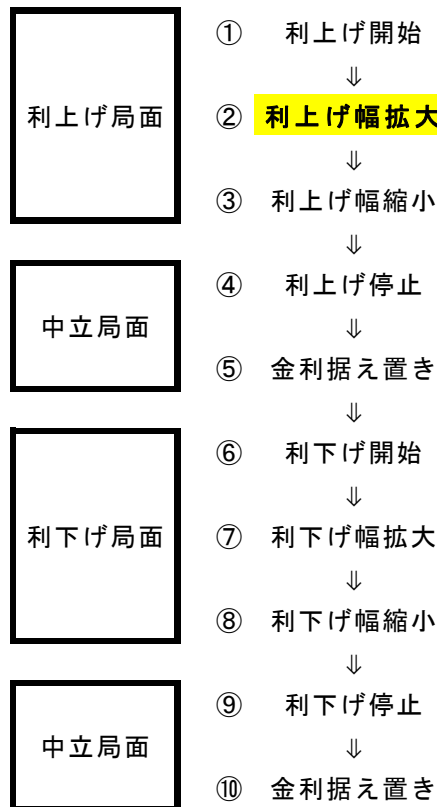 ① 利上げ開始
⇓
利上げ局面 ② 利上げ幅拡大
⇓
③ 利上げ幅縮小
⇓
④ 利上げ停止
中立局面 ⇓
⑤ 金利据え置き
⇓
⑥ 利下げ開始
⇓
利下げ局面 ⑦ 利下げ幅拡大
⇓
⑧ 利下げ幅縮小
⇓
⑨ 利下げ停止
中立局面 ⇓
⑩ 金利据え置き